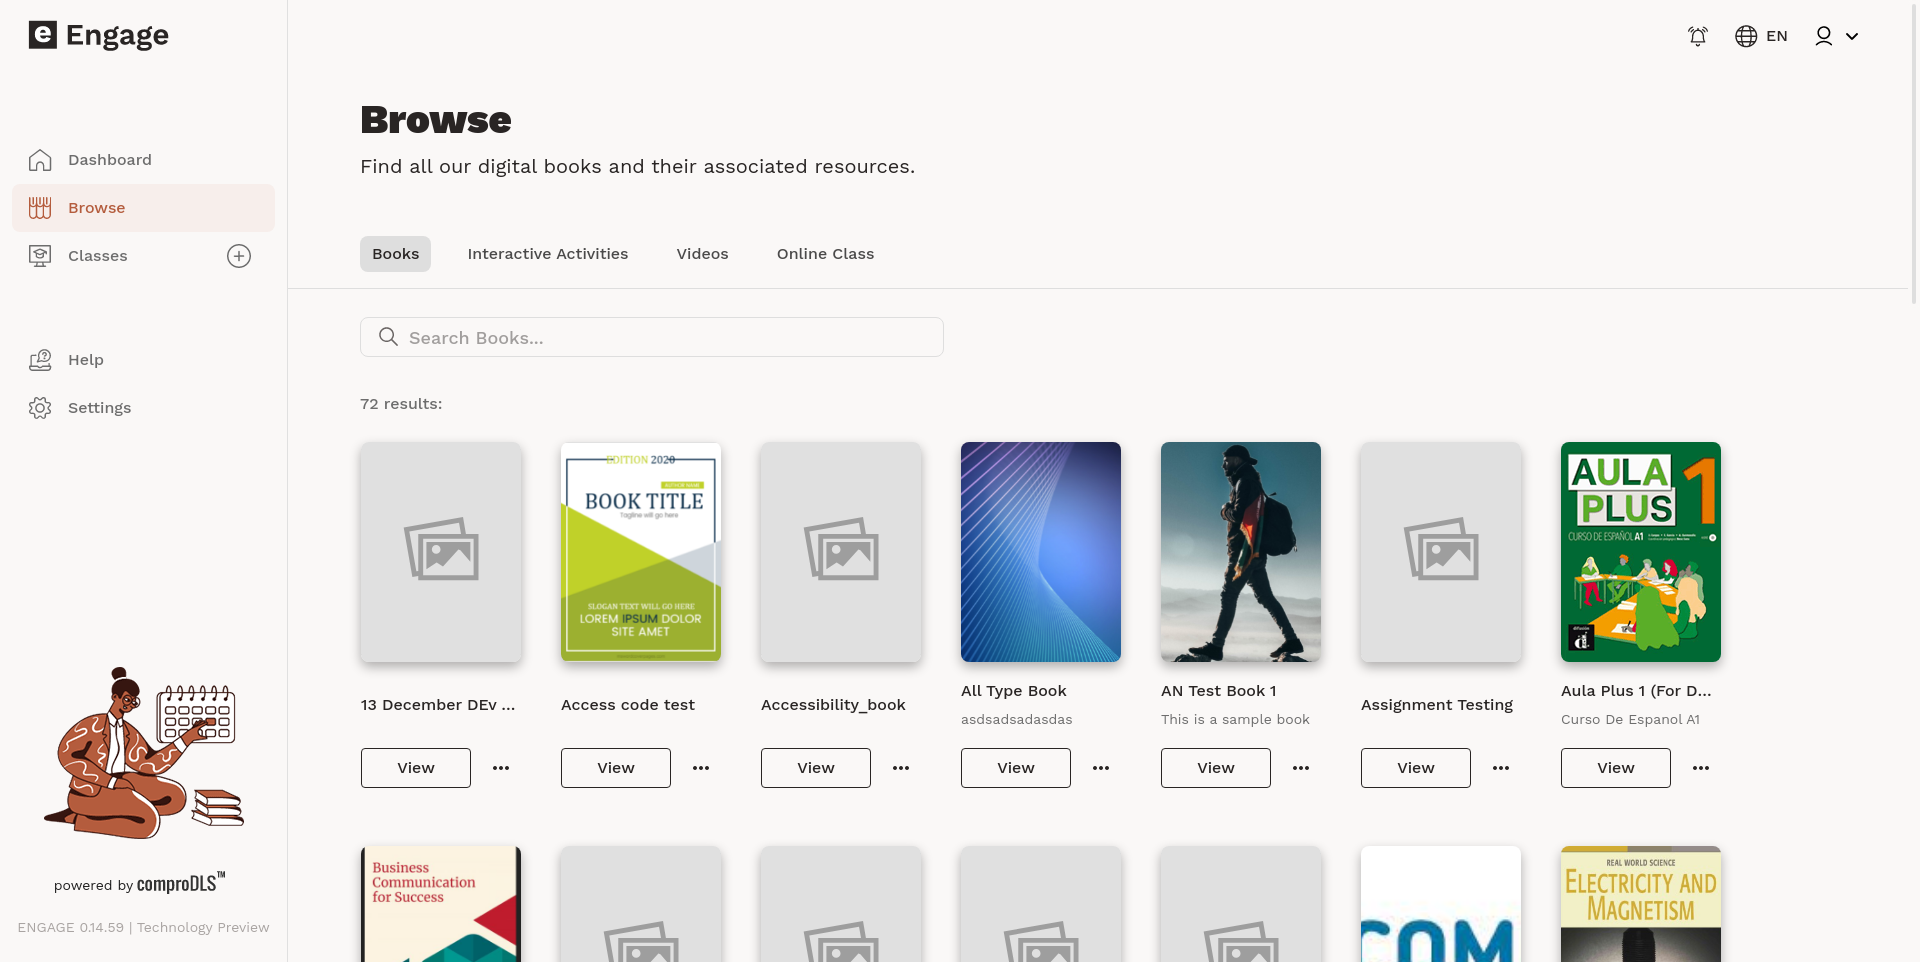 e Engage
EN
Browse
Find all our digital books and their associated resources.
Dashboard
Browse
Classes
Help
Settings
Books Interactive Activities Videos Online Class
Search Books...
72 results:
EDITION 2020
AUTHOR NAME
BOOK TITLE
Tagline will go here
SLOGAN TEXT WILL GO HERE
LOREM IPSUM DOLOR
SITE AMET
AULA
PLUS
1
CURSO DE ESPAÑOL A1
difusión
13 December DEv ...
Access code test
Accessibility_book
All Type Book
asdsadsadasdas
AN Test Book 1
This is a sample book
Assignment Testing
Aula Plus 1 (For D...
Curso De Espanol A1
View View View View View View View
Business
Communication
for Success
COM
REAL WORLD SCIENCE
ELECTRICITY AND
MAGNETISM
powered by comproDLS™
ENGAGE 0.14.59 | Technology Preview